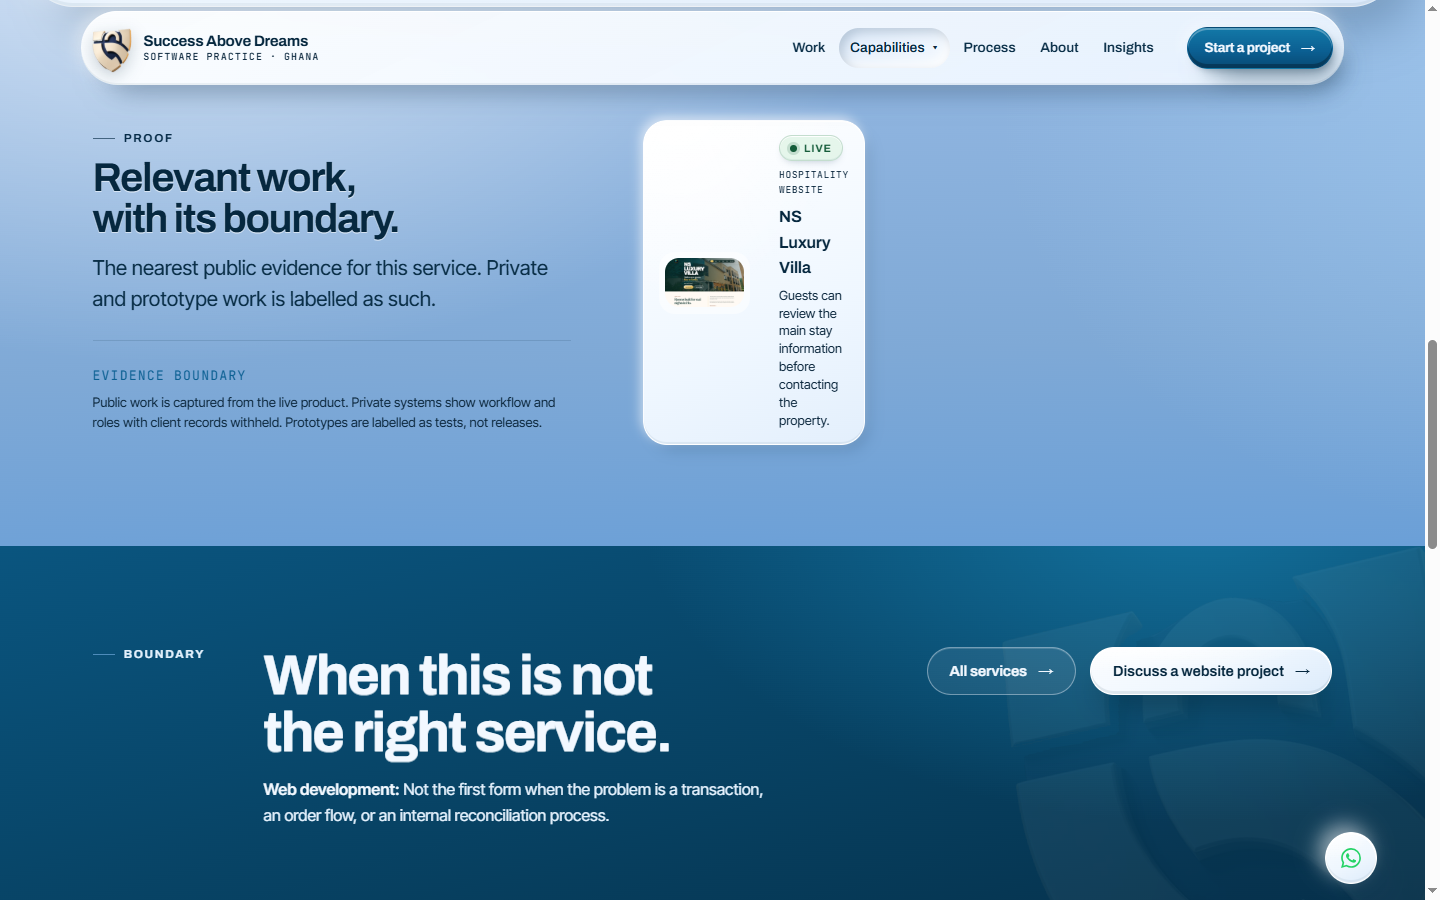 Success Above Dreams
SOFTWARE PRACTICE · GHANA
Work
Capabilities
Process
About
Insights
Start a project →
PROOF
Relevant work,
with its boundary.
The nearest public evidence for this service. Private
and prototype work is labelled as such.
EVIDENCE BOUNDARY
Public work is captured from the live product. Private systems show workflow and
roles with client records withheld. Prototypes are labelled as tests, not releases.
NS
LUXURY
VILLA
LIVE
HOSPITALITY
WEBSITE
NS
Luxury
Villa
Guests can
review the
main stay
information
before
contacting
the
property.
BOUNDARY
When this is not
the right service.
Web development: Not the first form when the problem is a transaction,
an order flow, or an internal reconciliation process.
All services →
Discuss a website project →